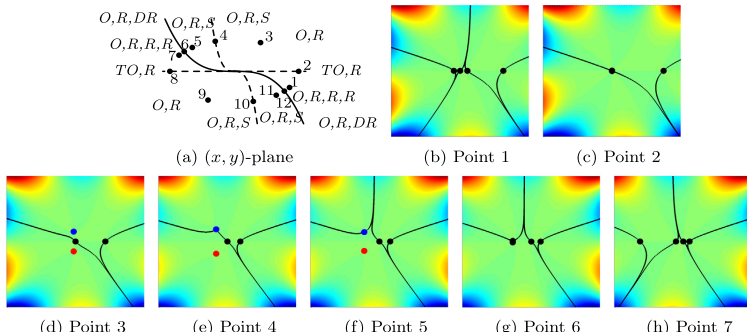 O,R,DR
O,R,S
O,R,S
O,R
O,R,R,R
7
6
5
4
3
TO,R
8
2
TO,R
1
O,R,R,R
O,R
9
10
11
12
O,R,S
O,R,S
O,R,DR
(a) (x, y)-plane
(b) Point 1
(c) Point 2
(d) Point 3
(e) Point 4
(f) Point 5
(g) Point 6
(h) Point 7